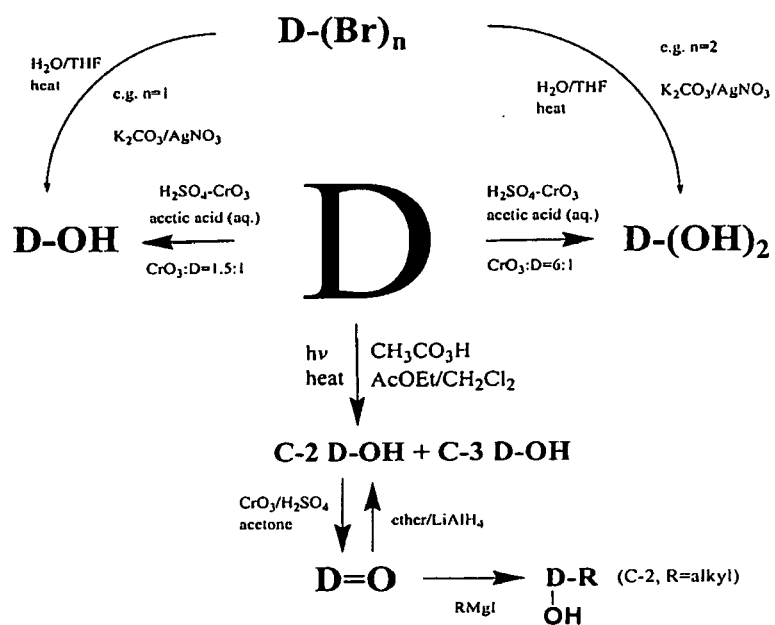 D-(Br)n
H2O/THF
heat
e.g. n=1
K2CO3/AgNO3
e.g. n=2
H2O/THF
heat
K2CO3/AgNO3
H2SO4-CrO3
acetic acid (aq.)
D-OH
CrO3:D=1.5:1
D
H2SO4-CrO3
acetic acid (aq.)
D-(OH)2
CrO3:D=6:1
hν
heat
CH3CO3H
AcOEt/CH2Cl2
C-2 D-OH + C-3 D-OH
CrO3/H2SO4
acetone
ether/LiAlH4
D=O
RMgI
D-R (C-2, R=alkyl)
OH